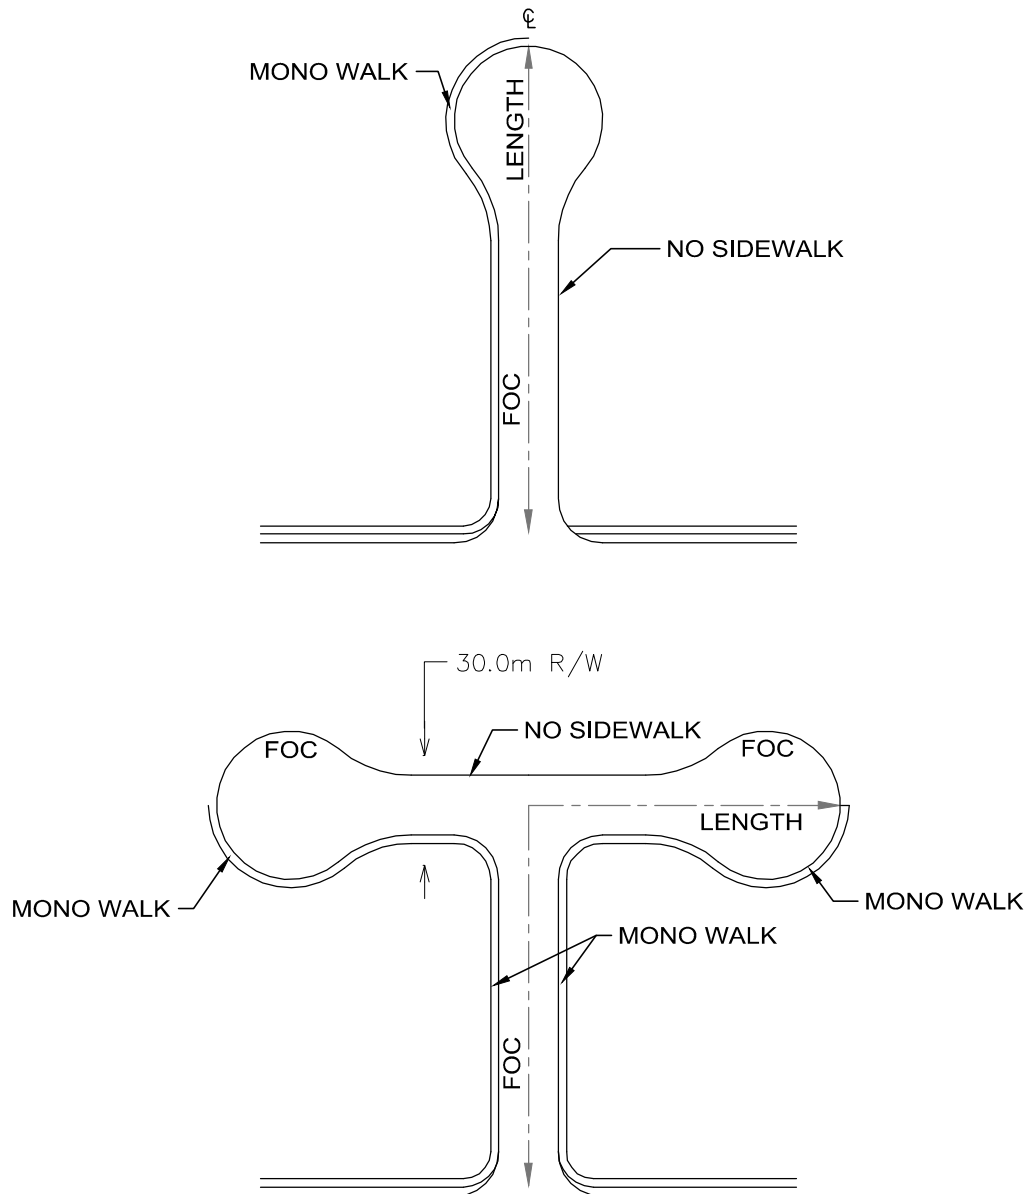 ℄
MONO WALK
LENGTH
NO SIDEWALK
FOC
30.0m R/W
NO SIDEWALK
FOC
FOC
LENGTH
MONO WALK
MONO WALK
MONO WALK
FOC